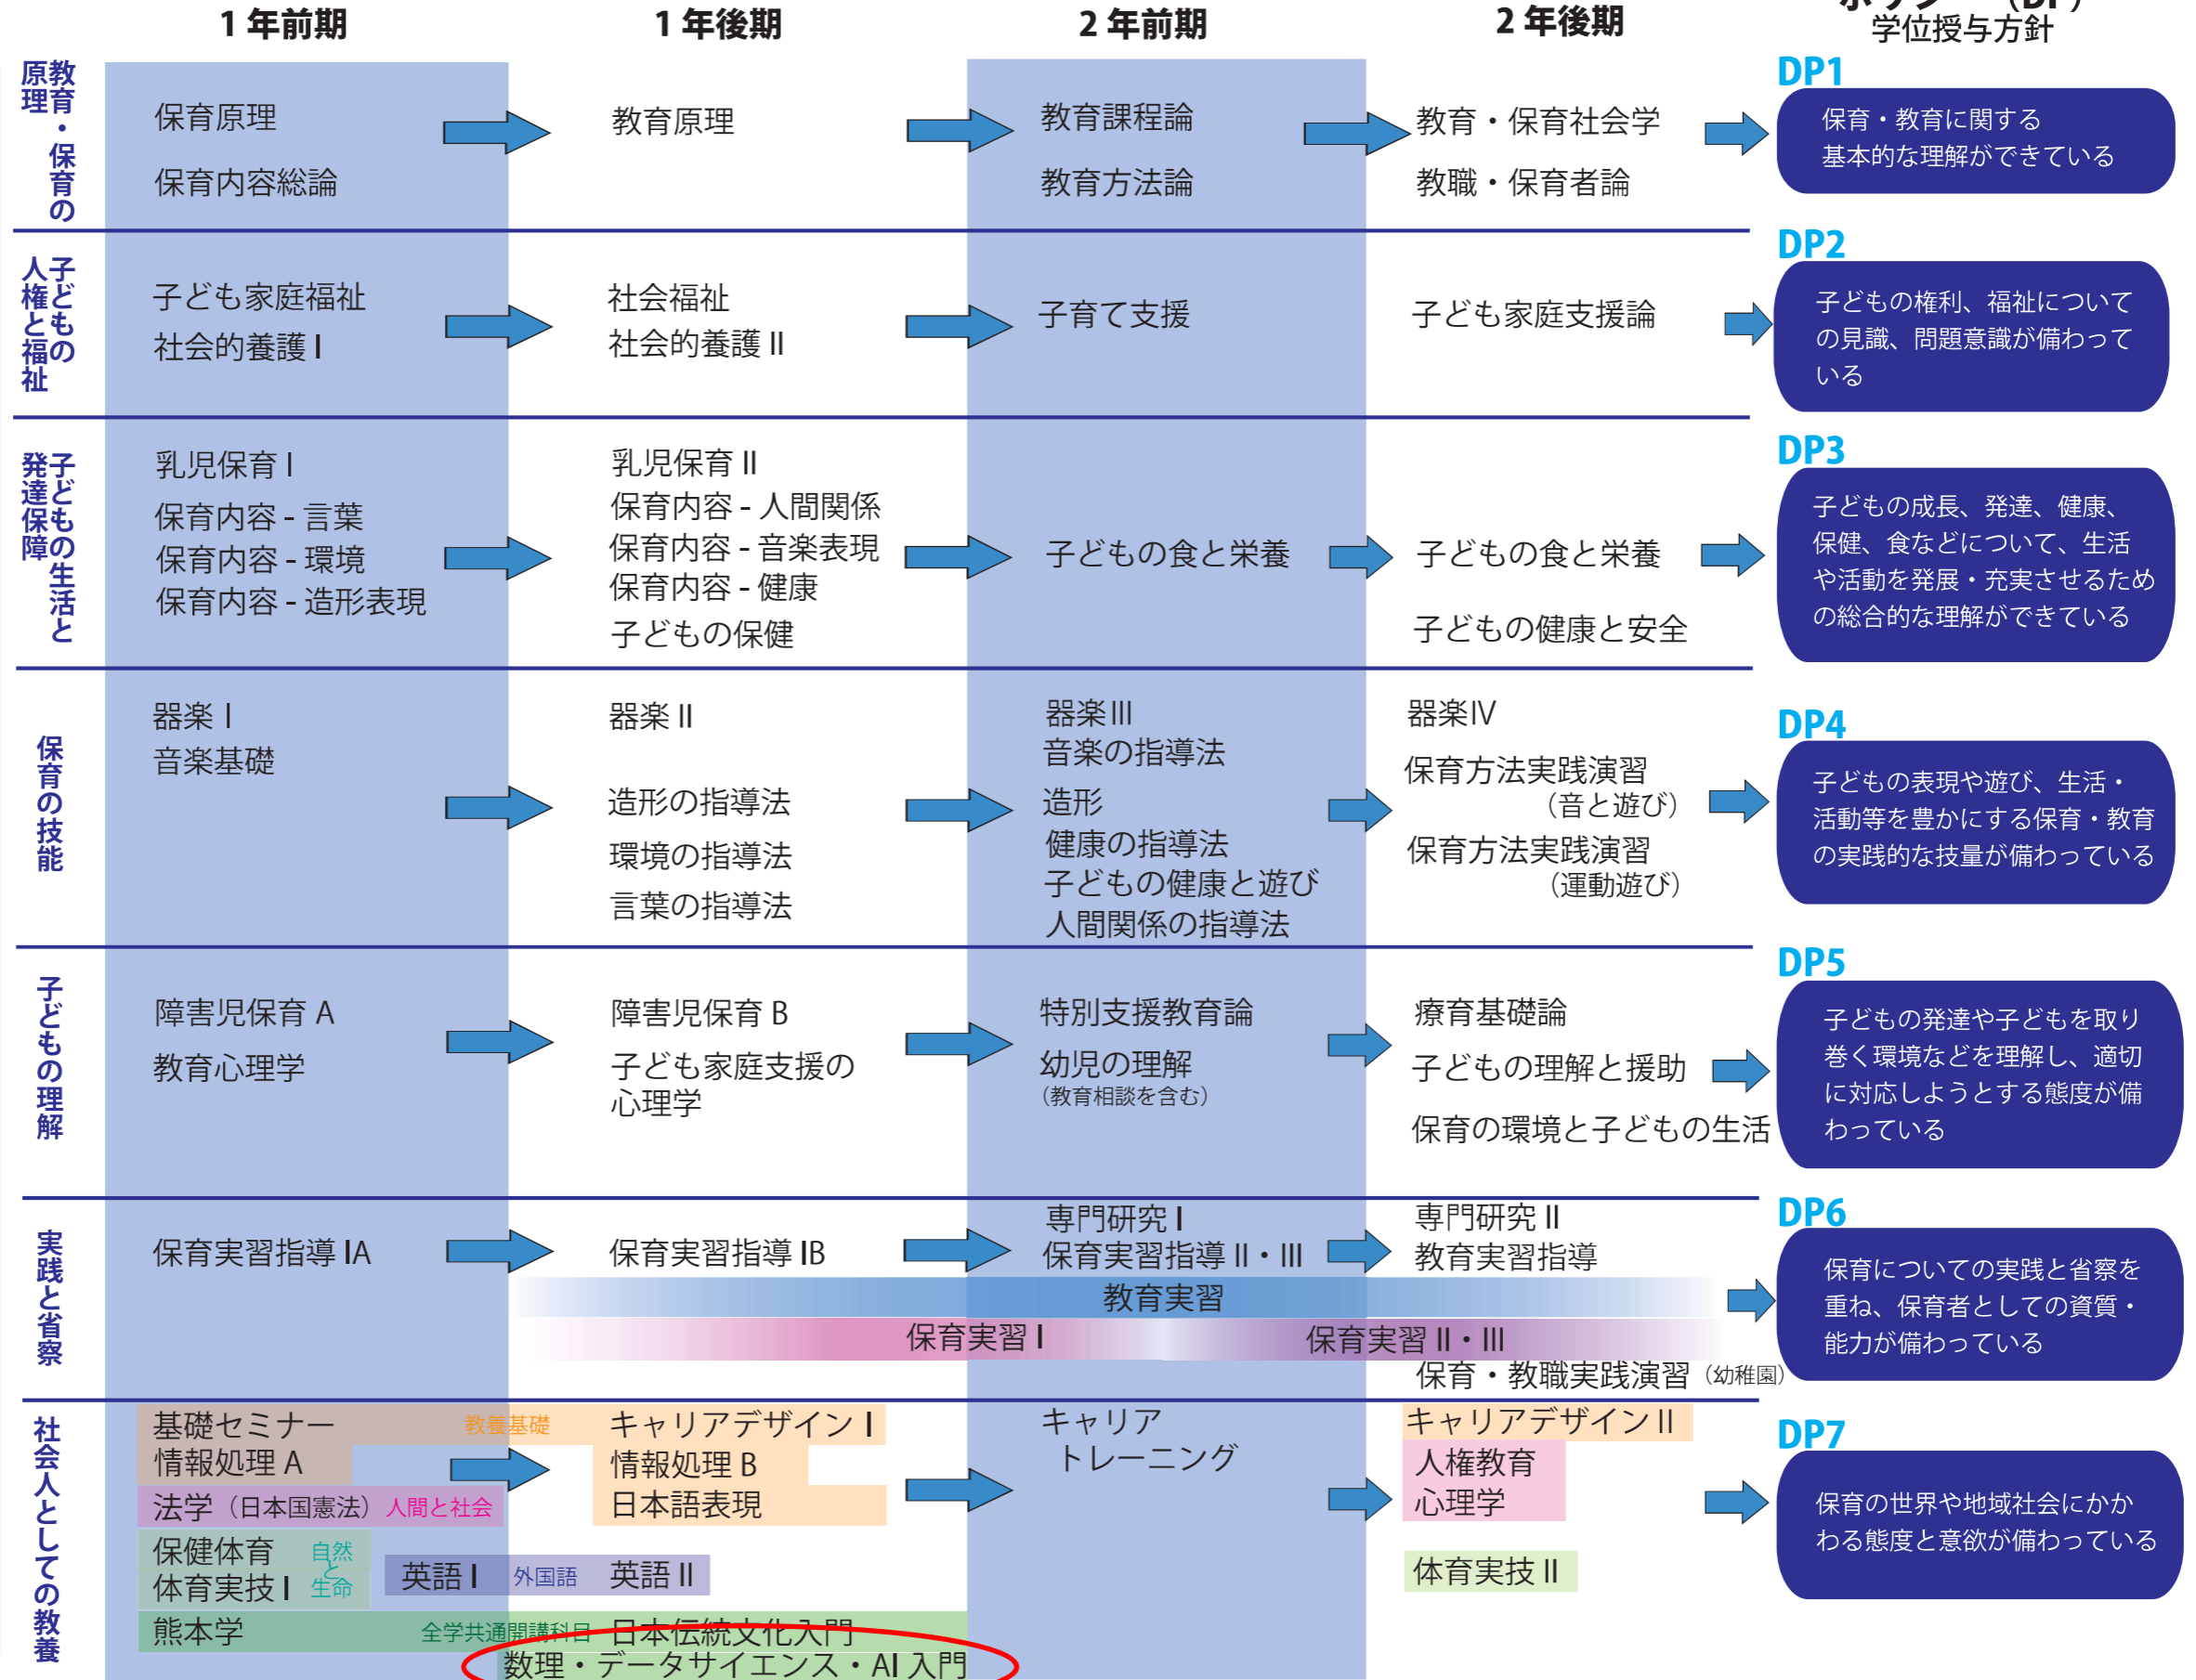 1 年前期
1 年後期
2 年前期
2 年後期
ポリシー（DP）
学位授与方針
教育・保育の
原理
保育原理
保育内容総論
教育原理
教育課程論
教育方法論
教育・保育社会学
教職・保育者論
DP1
保育・教育に関する
基本的な理解ができている
子どもの
人権と福祉
子ども家庭福祉
社会的養護 I
社会福祉
社会的養護 II
子育て支援
子ども家庭支援論
DP2
子どもの権利、福祉について
の見識、問題意識が備わって
いる
子どもの生活と
発達保障
乳児保育 I
保育内容 - 言葉
保育内容 - 環境
保育内容 - 造形表現
乳児保育 II
保育内容 - 人間関係
保育内容 - 音楽表現
保育内容 - 健康
子どもの保健
子どもの食と栄養
子どもの食と栄養
子どもの健康と安全
DP3
子どもの成長、発達、健康、
保健、食などについて、生活
や活動を発展・充実させるため
の総合的な理解ができている
保育の技能
器楽 I
音楽基礎
器楽 II
造形の指導法
環境の指導法
言葉の指導法
器楽III
音楽の指導法
造形
健康の指導法
子どもの健康と遊び
人間関係の指導法
器楽IV
保育方法実践演習
（音と遊び）
保育方法実践演習
（運動遊び）
DP4
子どもの表現や遊び、生活・
活動等を豊かにする保育・教育
の実践的な技量が備わっている
子どもの理解
障害児保育 A
教育心理学
障害児保育 B
子ども家庭支援の
心理学
特別支援教育論
幼児の理解
（教育相談を含む）
療育基礎論
子どもの理解と援助
保育の環境と子どもの生活
DP5
子どもの発達や子どもを取り
巻く環境などを理解し、適切
に対応しようとする態度が備
わっている
実践と省察
保育実習指導 IA
保育実習指導 IB
専門研究 I
保育実習指導 II・III
専門研究 II
教育実習指導
教育実習
保育実習 I
保育実習 II・III
保育・教職実践演習（幼稚園）
DP6
保育についての実践と省察を
重ね、保育者としての資質・
能力が備わっている
社会人としての教養
基礎セミナー
教養基礎
キャリアデザイン I
情報処理 A
情報処理 B
日本語表現
法学（日本国憲法）
人間と社会
保健体育
体育実技 I
自然
と
生命
英語 I
外国語
英語 II
熊本学
全学共通開講科目
日本伝統文化入門
数理・データサイエンス・AI 入門
キャリア
トレーニング
キャリアデザイン II
人権教育
心理学
体育実技 II
DP7
保育の世界や地域社会にかか
わる態度と意欲が備わっている